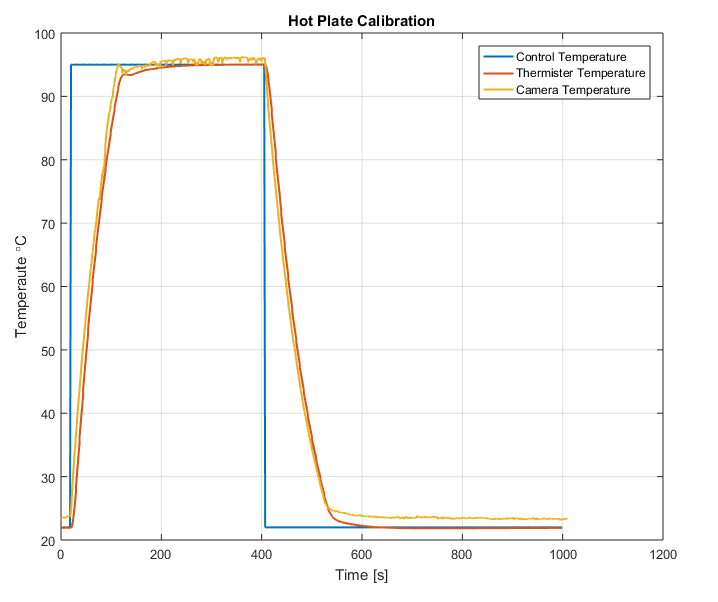 Hot Plate Calibration
100
90
80
70
60
50
40
30
20
Temperaute °C
0
200
400
600
800
1000
1200
Time [s]
Control Temperature
Thermister Temperature
Camera Temperature